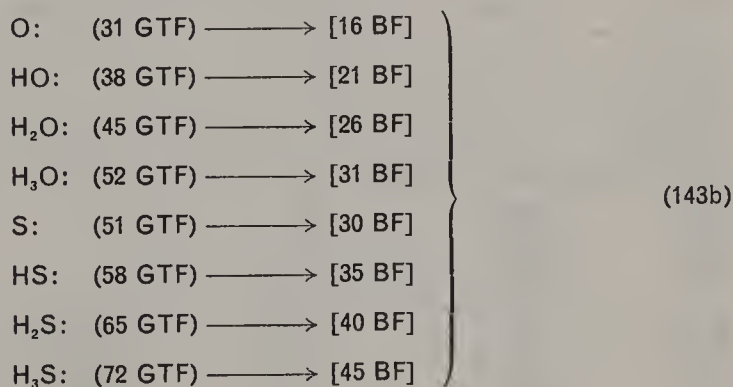 O: (31 GTF) ⟶ [16 BF]
HO: (38 GTF) ⟶ [21 BF]
H₂O: (45 GTF) ⟶ [26 BF]
H₃O: (52 GTF) ⟶ [31 BF]
(143b)
S: (51 GTF) ⟶ [30 BF]
HS: (58 GTF) ⟶ [35 BF]
H₂S: (65 GTF) ⟶ [40 BF]
H₃S: (72 GTF) ⟶ [45 BF]